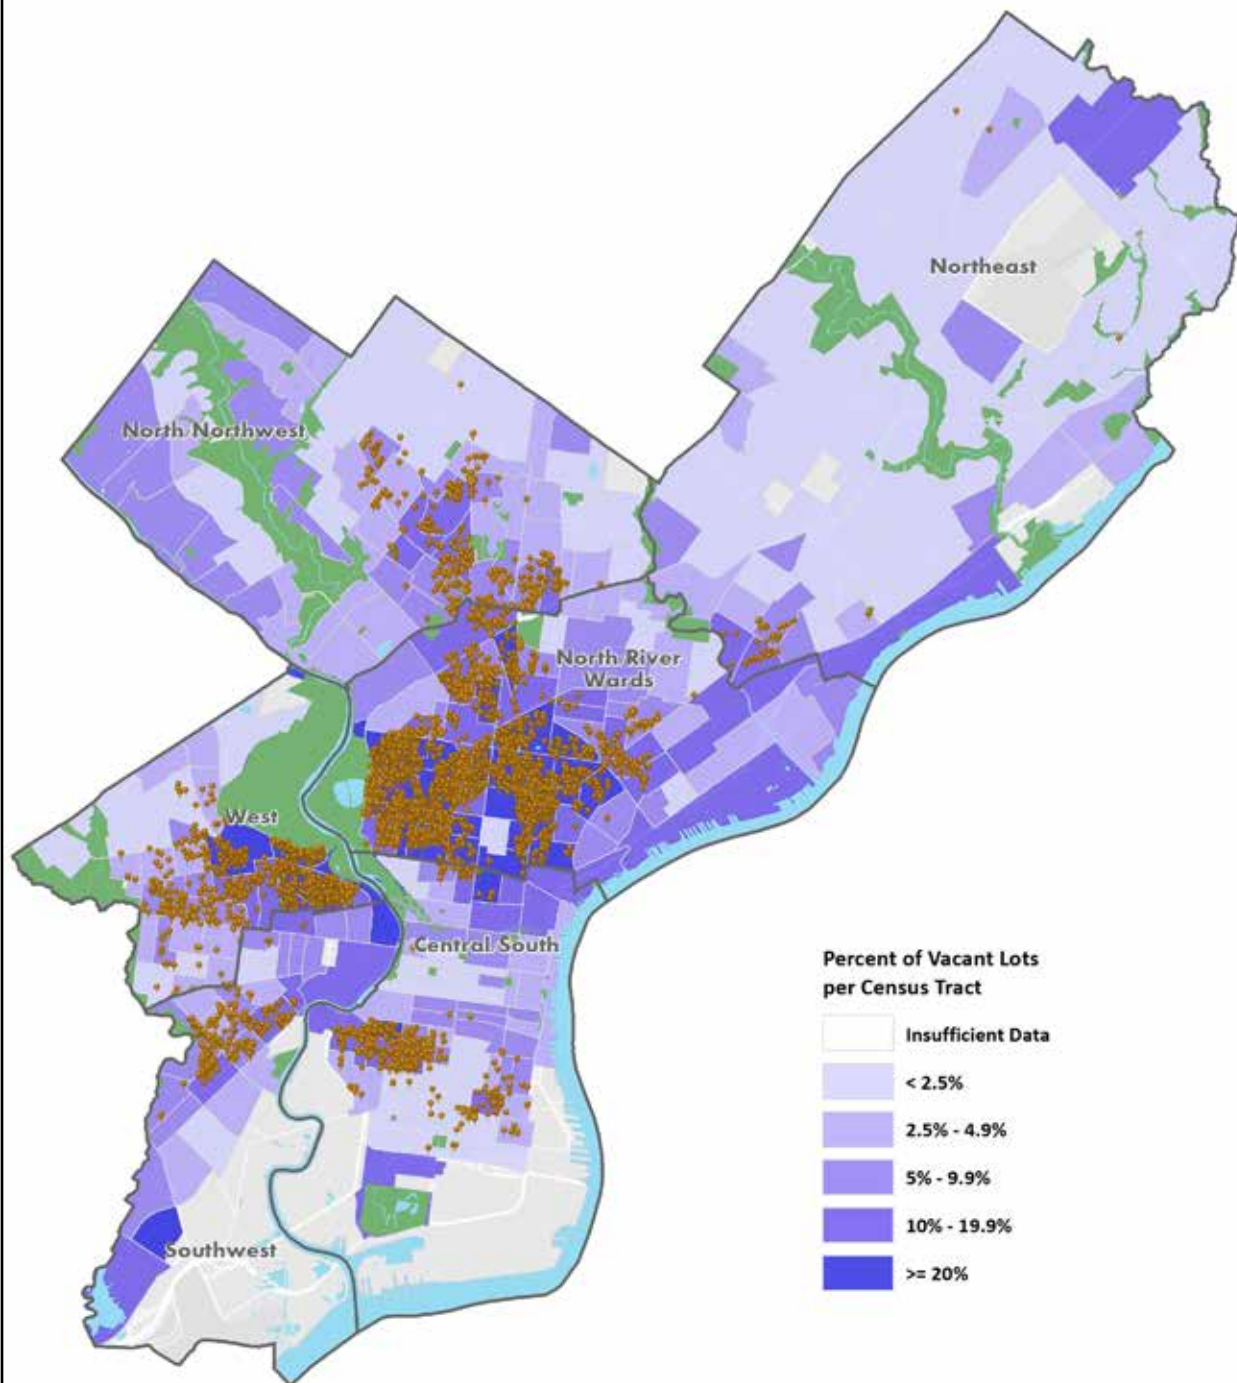 Northeast
North Northwest
North River
Wards
West
Central South
Southwest
Percent of Vacant Lots
per Census Tract
Insufficient Data
< 2.5%
2.5% - 4.9%
5% - 9.9%
10% - 19.9%
>= 20%